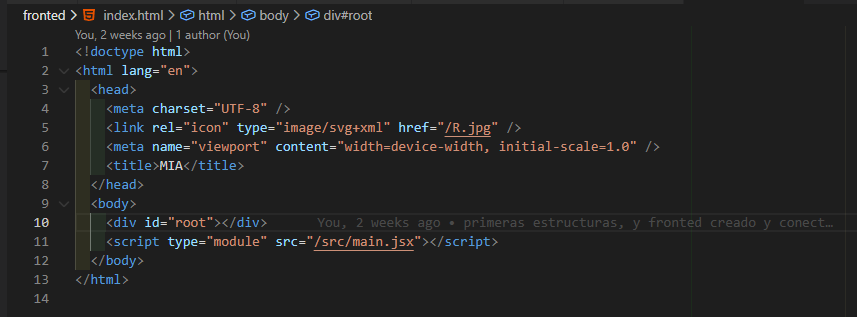 fronted > index.html > html > body > div#root
You, 2 weeks ago | 1 author (You)
1 <!doctype html>
2 <html lang="en">
3 <head>
4 <meta charset="UTF-8" />
5 <link rel="icon" type="image/svg+xml" href="/R.jpg" />
6 <meta name="viewport" content="width=device-width, initial-scale=1.0" />
7 <title>MIA</title>
8 </head>
9 <body>
10 <div id="root"></div> You, 2 weeks ago • primeras estructuras, y fronted creado y conect…
11 <script type="module" src="/src/main.jsx"></script>
12 </body>
13 </html>
14